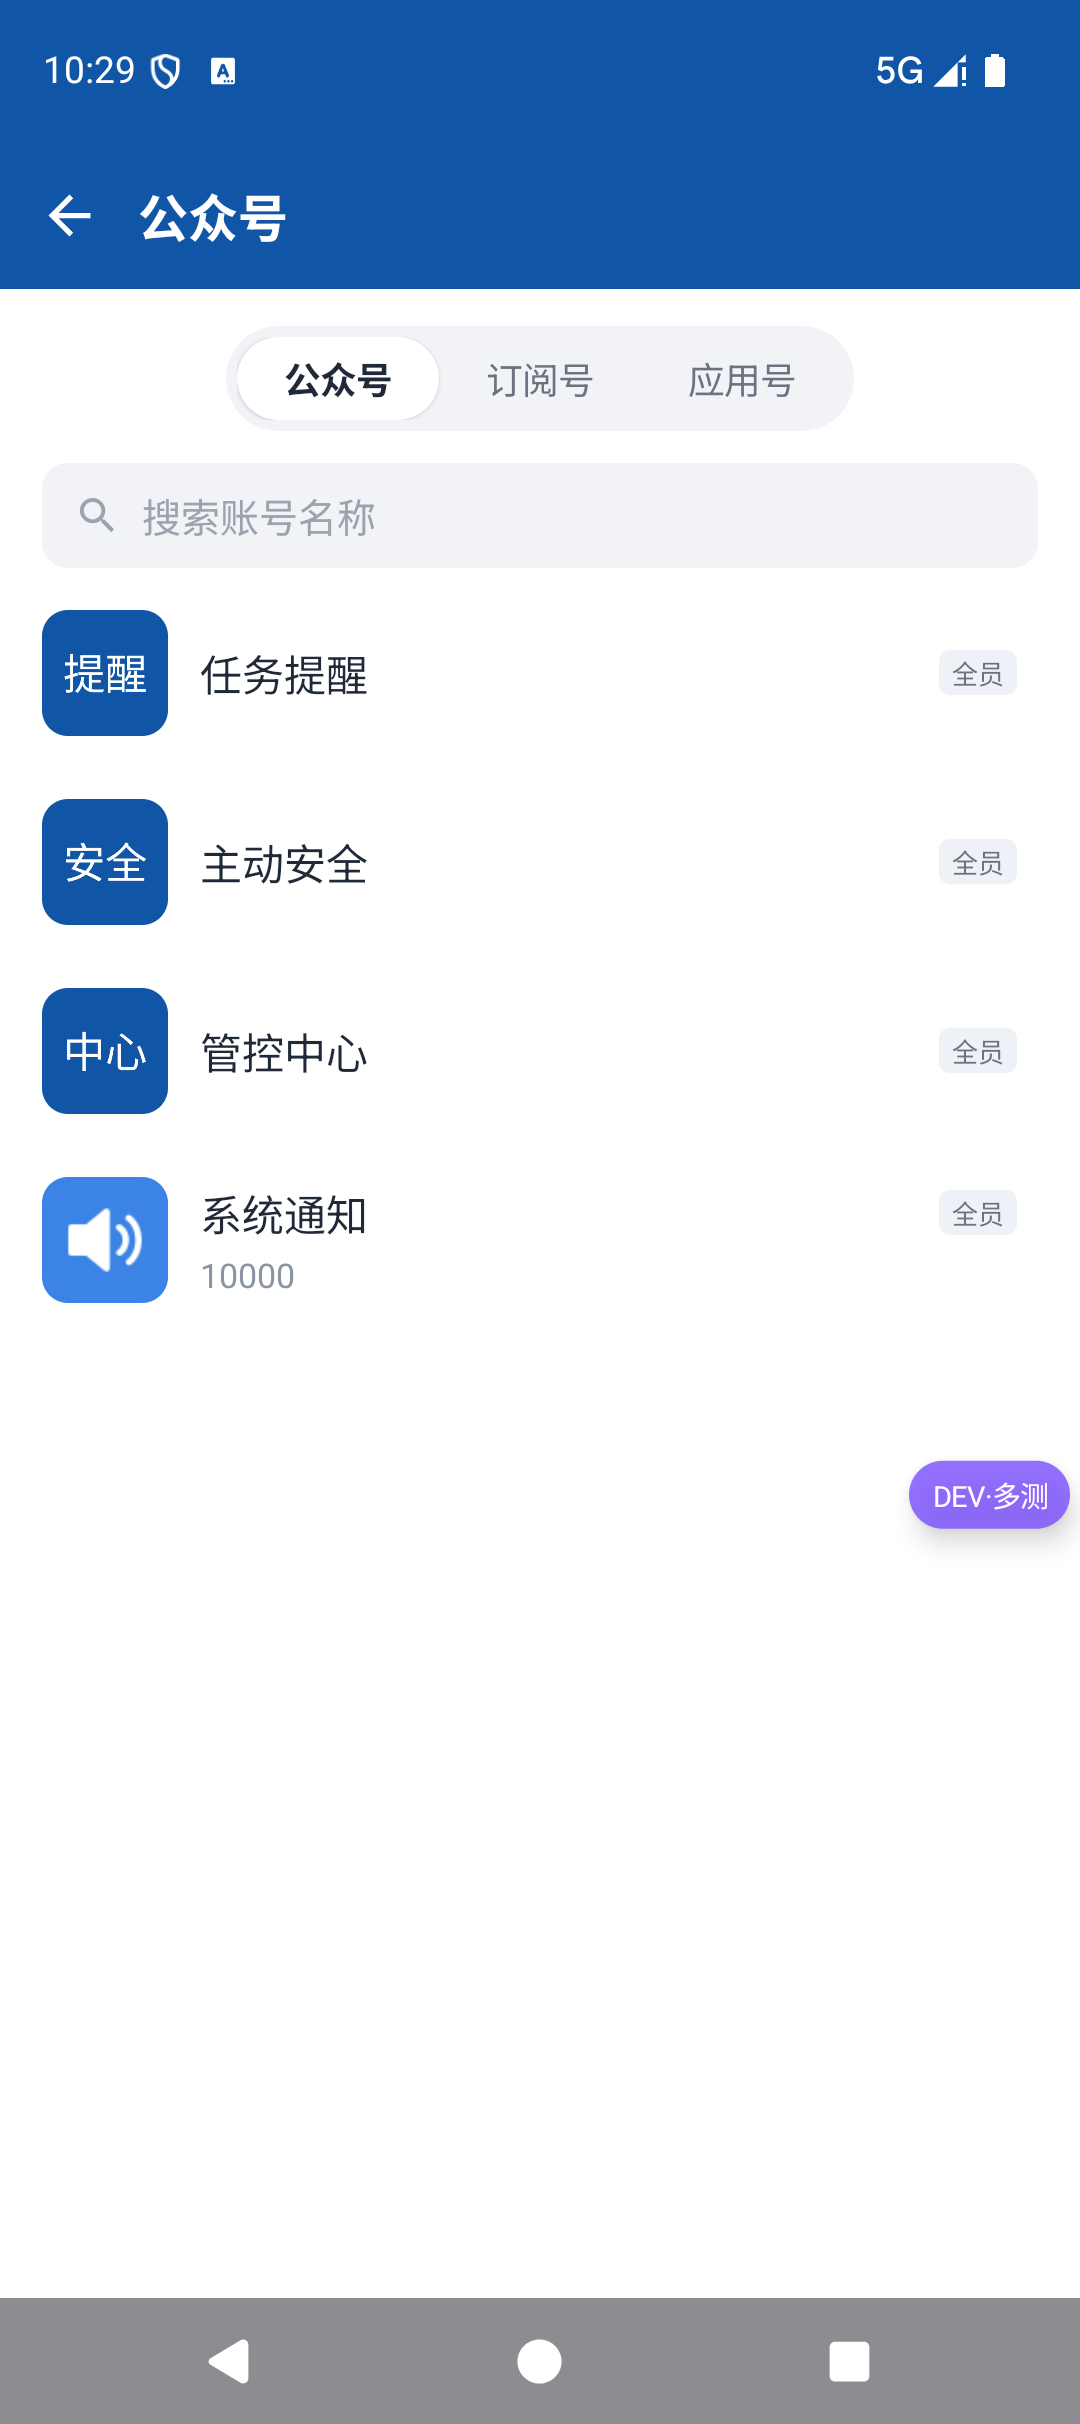 10:29
5G
公众号
公众号 订阅号 应用号
搜索账号名称
提醒 任务提醒 全员
安全 主动安全 全员
中心 管控中心 全员
系统通知 全员
10000
DEV·多测